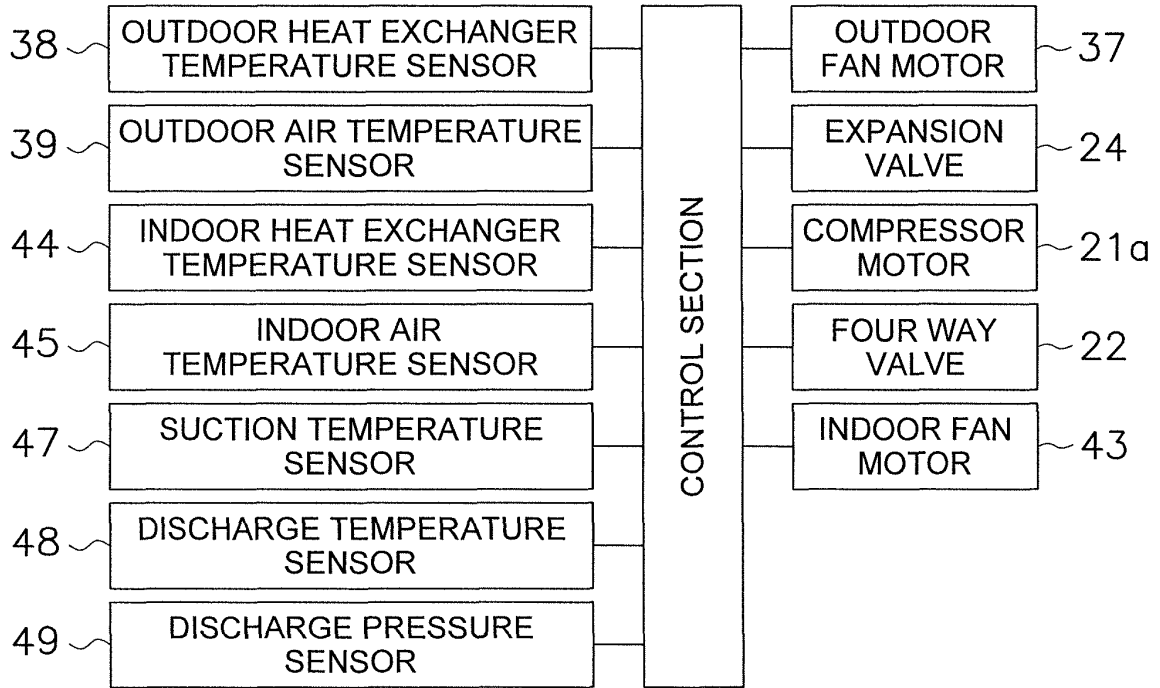 38
OUTDOOR HEAT EXCHANGER
TEMPERATURE SENSOR
39
OUTDOOR AIR TEMPERATURE
SENSOR
44
INDOOR HEAT EXCHANGER
TEMPERATURE SENSOR
45
INDOOR AIR
TEMPERATURE SENSOR
47
SUCTION TEMPERATURE
SENSOR
48
DISCHARGE TEMPERATURE
SENSOR
49
DISCHARGE PRESSURE
SENSOR
CONTROL SECTION
OUTDOOR
FAN MOTOR
37
EXPANSION
VALVE
24
COMPRESSOR
MOTOR
21a
FOUR WAY
VALVE
22
INDOOR FAN
MOTOR
43